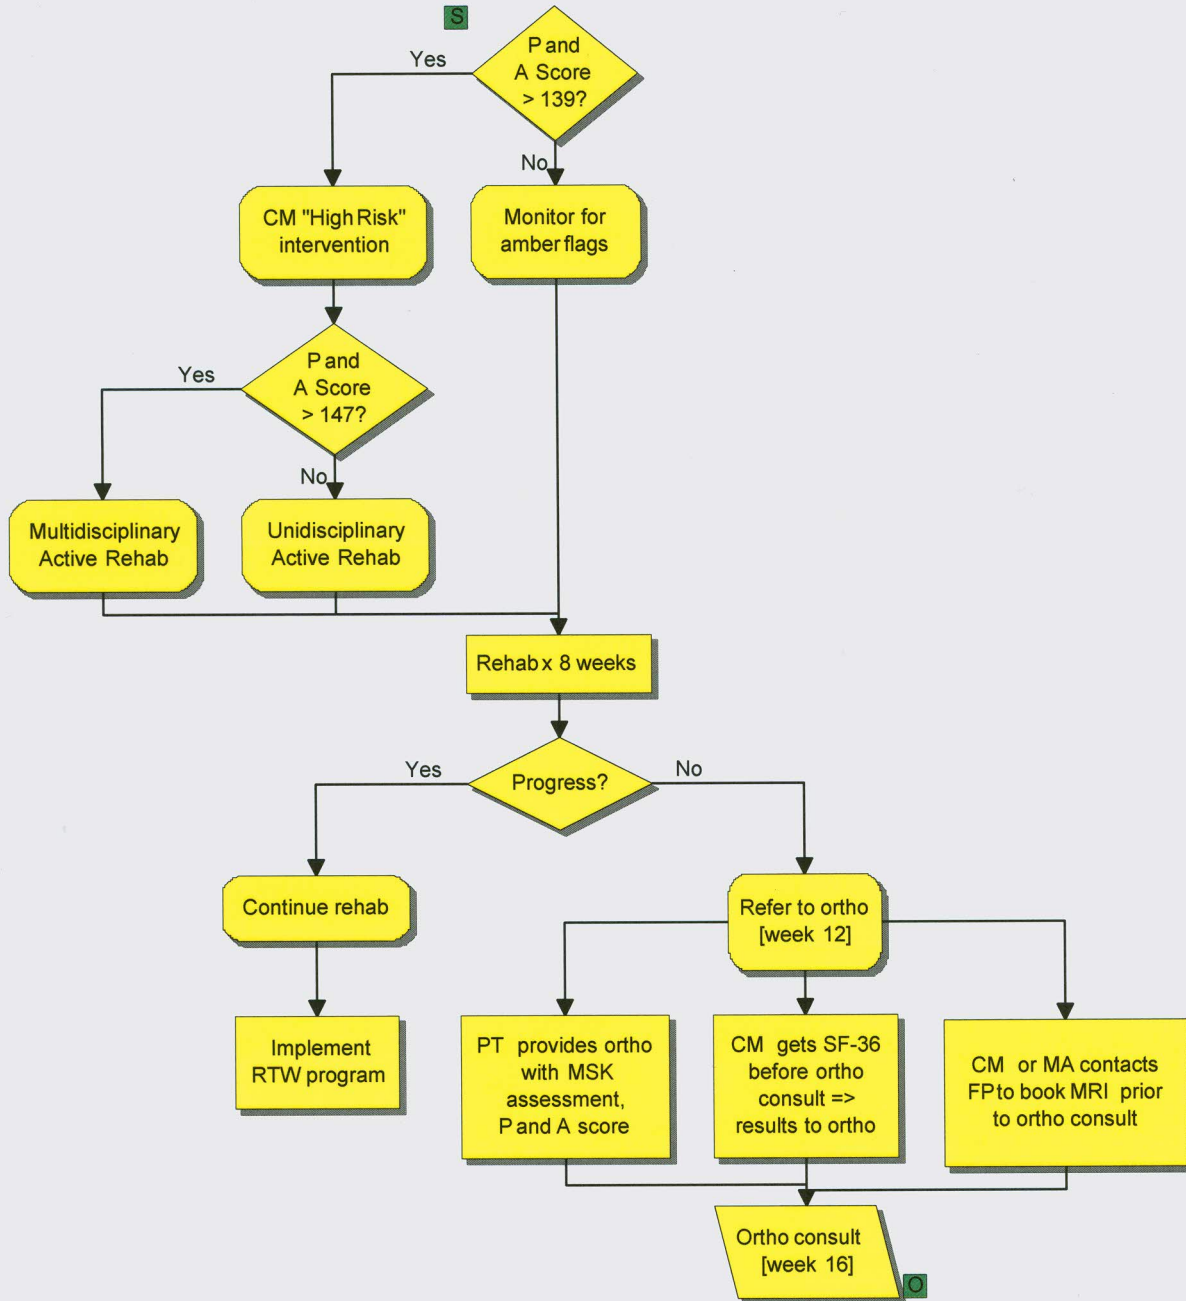 S
P and
A Score
> 139?
Yes
No
CM "High Risk"
intervention
Monitor for
amber flags
P and
A Score
> 147?
Yes
No
Multidisciplinary
Active Rehab
Unidisciplinary
Active Rehab
Rehab x 8 weeks
Progress?
Yes
No
Continue rehab
Refer to ortho
[week 12]
Implement
RTW program
PT provides ortho
with MSK
assessment,
P and A score
CM gets SF-36
before ortho
consult =>
results to ortho
CM or MA contacts
FP to book MRI prior
to ortho consult
Ortho consult
[week 16]
O